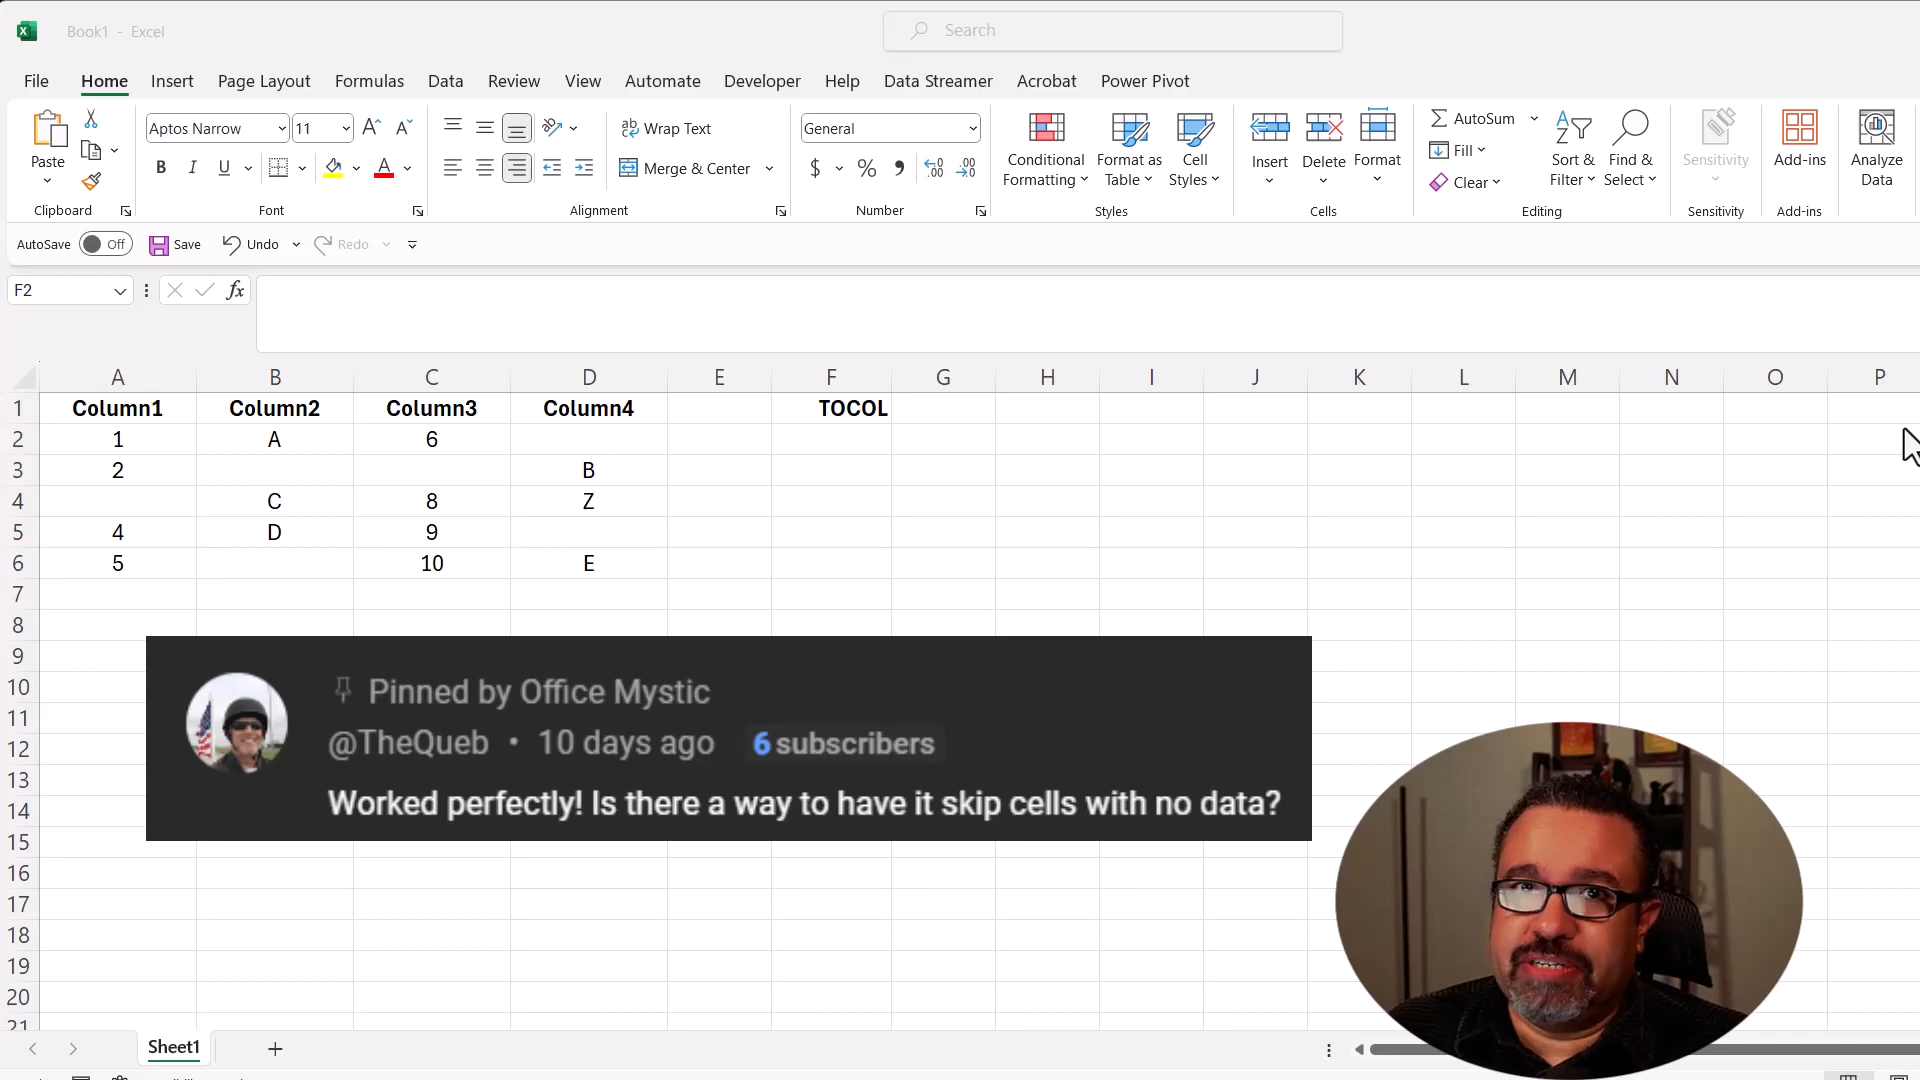 Book1 - Excel
Search
File Home Insert Page Layout Formulas Data Review View Automate Developer Help Data Streamer Acrobat Power Pivot
Paste
Clipboard
Aptos Narrow 11
B I U
Font
Wrap Text
Merge & Center
Alignment
General
$ %
Number
Conditional Formatting
Format as Table
Cell Styles
Styles
Insert
Delete
Format
Cells
AutoSum
Fill
Clear
Sort & Filter
Find & Select
Editing
Sensitivity
Sensitivity
Add-ins
Add-ins
Analyze Data
AutoSave Off Save Undo Redo
F2 fx
A B C D E F G H I J K L M N O P
1 Column1 Column2 Column3 Column4 TOCOL
2 1 A 6
3 2 B
4 C 8 Z
5 4 D 9
6 5 10 E
7
8
9
10
11
12
13
14
15
16
17
18
19
20
21
Pinned by Office Mystic
@TheQueb • 10 days ago 6 subscribers
Worked perfectly! Is there a way to have it skip cells with no data?
Sheet1